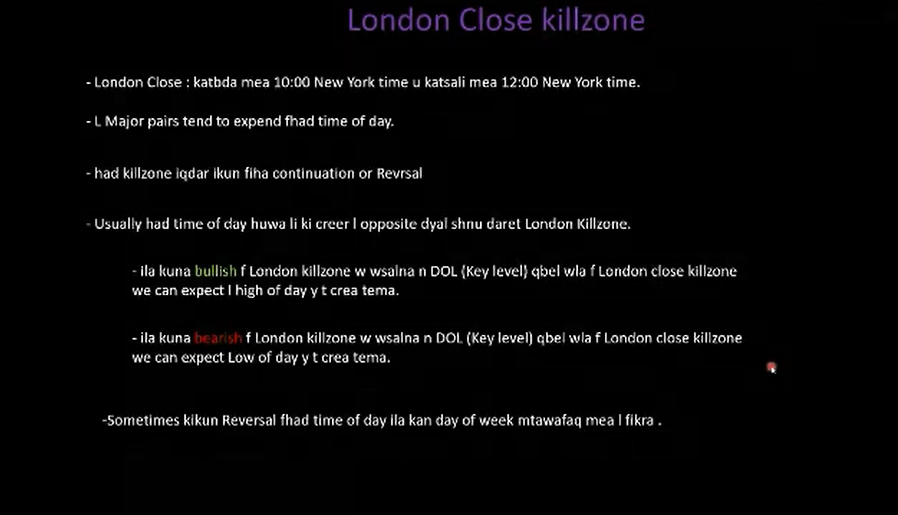 London Close killzone
- London Close : katbda mea 10:00 New York time u katsali mea 12:00 New York time.
- L Major pairs tend to expend fhad time of day.
- had killzone iqdar ikun fiha continuation or Revrsal
- Usually had time of day huwa li ki creer l opposite dyal shnu daret London Killzone.
- ila kuna bullish f London killzone w wsalna n DOL (Key level) qbel wla f London close killzone
we can expect l high of day y t crea tema.
- ila kuna bearish f London killzone w wsalna n DOL (Key level) qbel wla f London close killzone
we can expect Low of day y t crea tema.
-Sometimes kikun Reversal fhad time of day ila kan day of week mtawafaq mea l fikra .